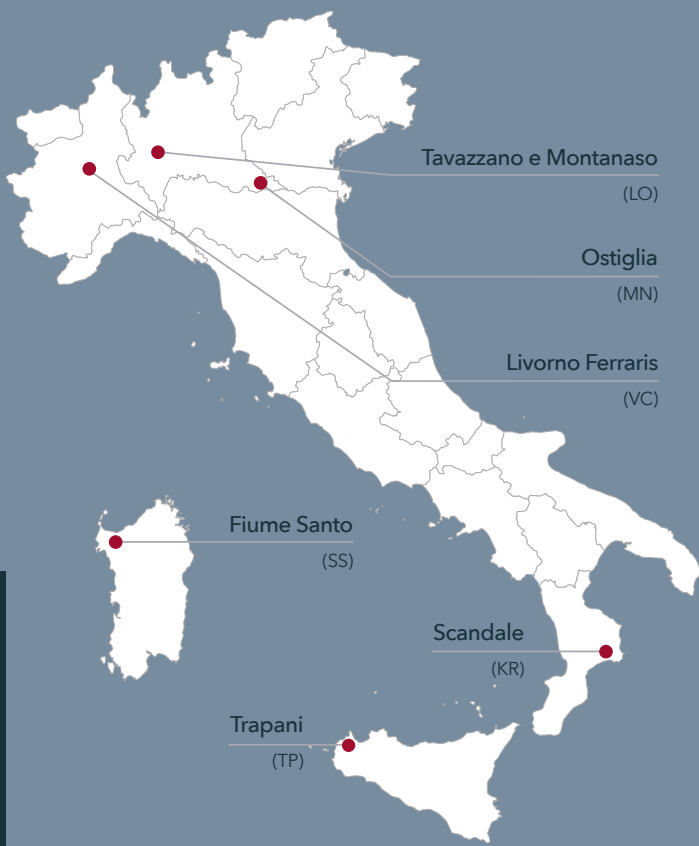 Tavazzano e Montanaso
(LO)
Ostiglia
(MN)
Livorno Ferraris
(VC)
Fiume Santo
(SS)
Scandale
(KR)
Trapani
(TP)